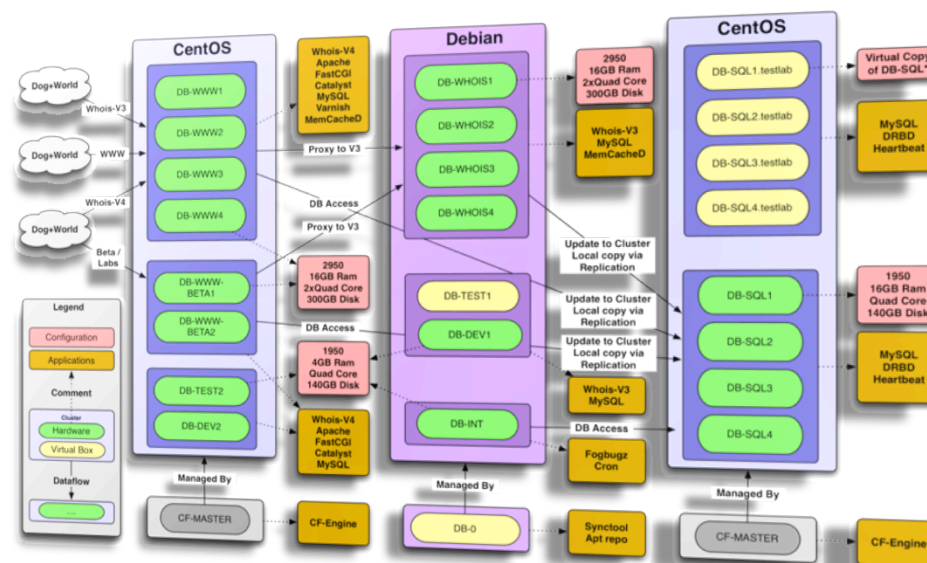 CentOS
DB-WWW1
DB-WWW2
DB-WWW3
DB-WWW4
DB-WWW-
BETA1
DB-WWW-
BETA2
DB-TEST2
DB-DEV2
Managed By
CF-MASTER
CF-Engine
Dog+World
Whois-V3
Dog+World
WWW
Dog+World
Whois-V4
Dog+World
Beta /
Labs
Legend
Configuration
Applications
Comment
Cluster
Hardware
Virtual Box
Dataflow
Whois-V4
Apache
FastCGI
Catalyst
MySQL
Varnish
MemCacheD
Proxy to V3
DB Access
Proxy to V3
2950
16GB Ram
2xQuad Core
300GB Disk
DB Access
1950
4GB Ram
Quad Core
140GB Disk
Whois-V4
Apache
FastCGI
Catalyst
MySQL
Debian
DB-WHOIS1
DB-WHOIS2
DB-WHOIS3
DB-WHOIS4
DB-TEST1
DB-DEV1
DB-INT
Managed By
DB-0
Synctool
Apt repo
2950
16GB Ram
2xQuad Core
300GB Disk
Whois-V3
MySQL
MemCacheD
Update to Cluster
Local copy via
Replication
Update to Cluster
Local copy via
Replication
Update to Cluster
Local copy via
Replication
Whois-V3
MySQL
DB Access
Fogbugz
Cron
CentOS
DB-SQL1.testlab
DB-SQL2.testlab
DB-SQL3.testlab
DB-SQL4.testlab
DB-SQL1
DB-SQL2
DB-SQL3
DB-SQL4
Managed By
CF-MASTER
CF-Engine
Virtual Copy
of DB-SQL*
MySQL
DRBD
Heartbeat
1950
16GB Ram
Quad Core
140GB Disk
MySQL
DRBD
Heartbeat